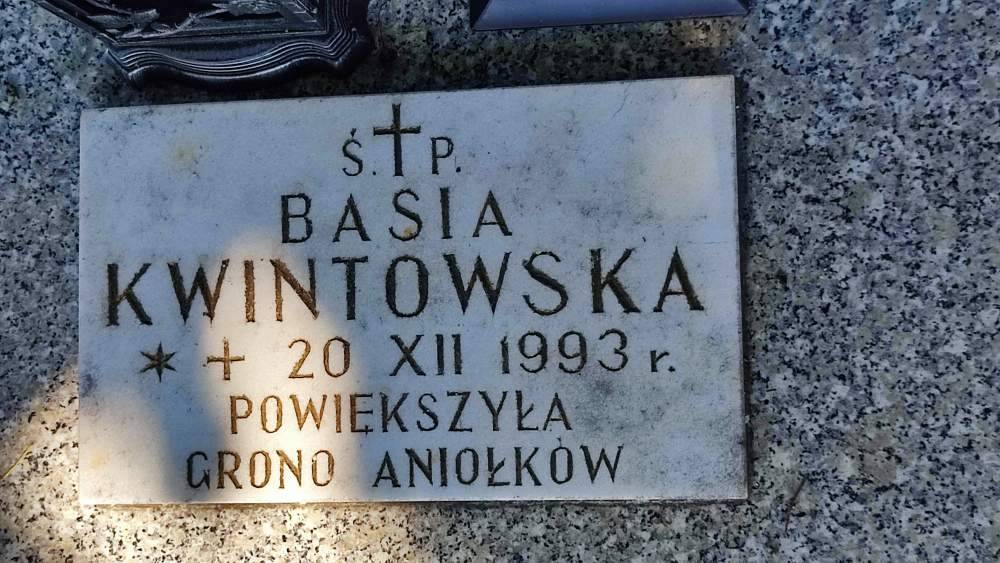 Ś. † P.
BASIA
KWINTOWSKA
* + 20 XII 1993 r.
POWIĘKSZYŁA
GRONO ANIOŁKÓW